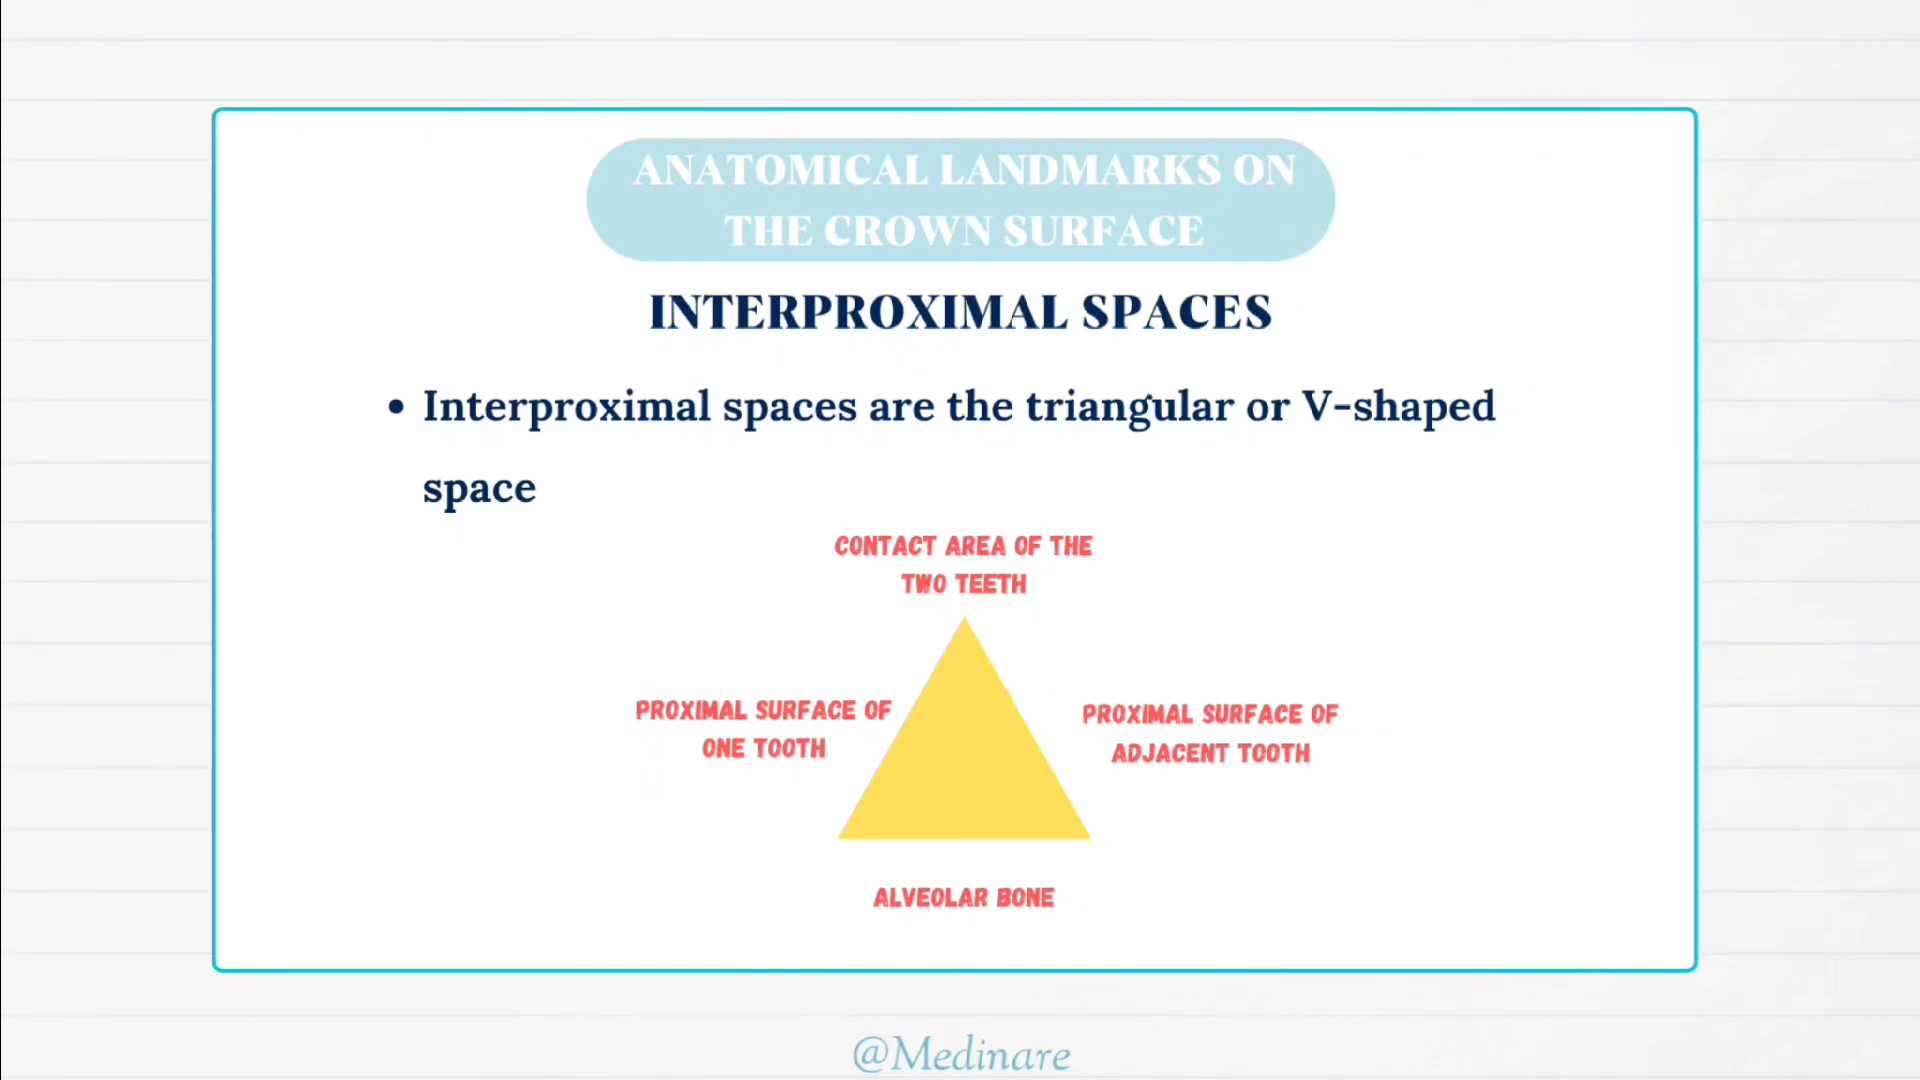 ANATOMICAL LANDMARKS ON
THE CROWN SURFACE
INTERPROXIMAL SPACES
• Interproximal spaces are the triangular or V-shaped
space
CONTACT AREA OF THE
TWO TEETH
PROXIMAL SURFACE OF
ONE TOOTH
PROXIMAL SURFACE OF
ADJACENT TOOTH
ALVEOLAR BONE
@Medinare